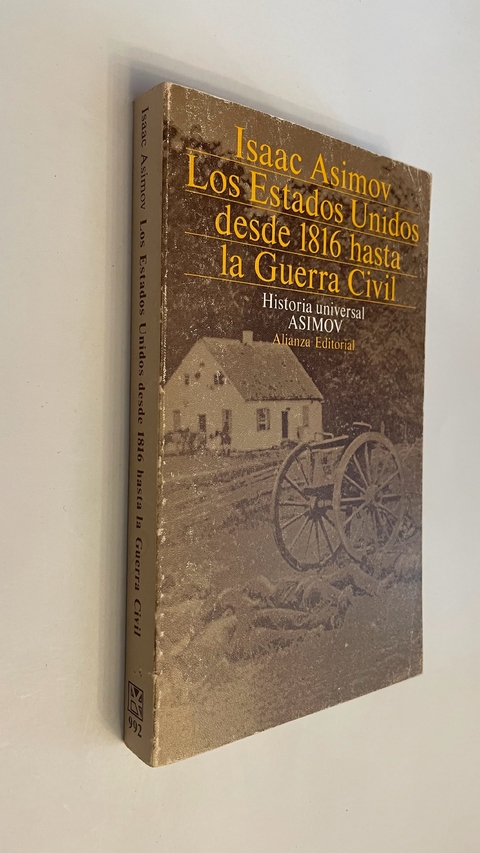 Isaac Asimov
Los Estados Unidos
desde 1816 hasta
la Guerra Civil
Historia universal
ASIMOV
Alianza Editorial
Isaac Asimov Los Estados Unidos desde 1816 hasta la Guerra Civil
992